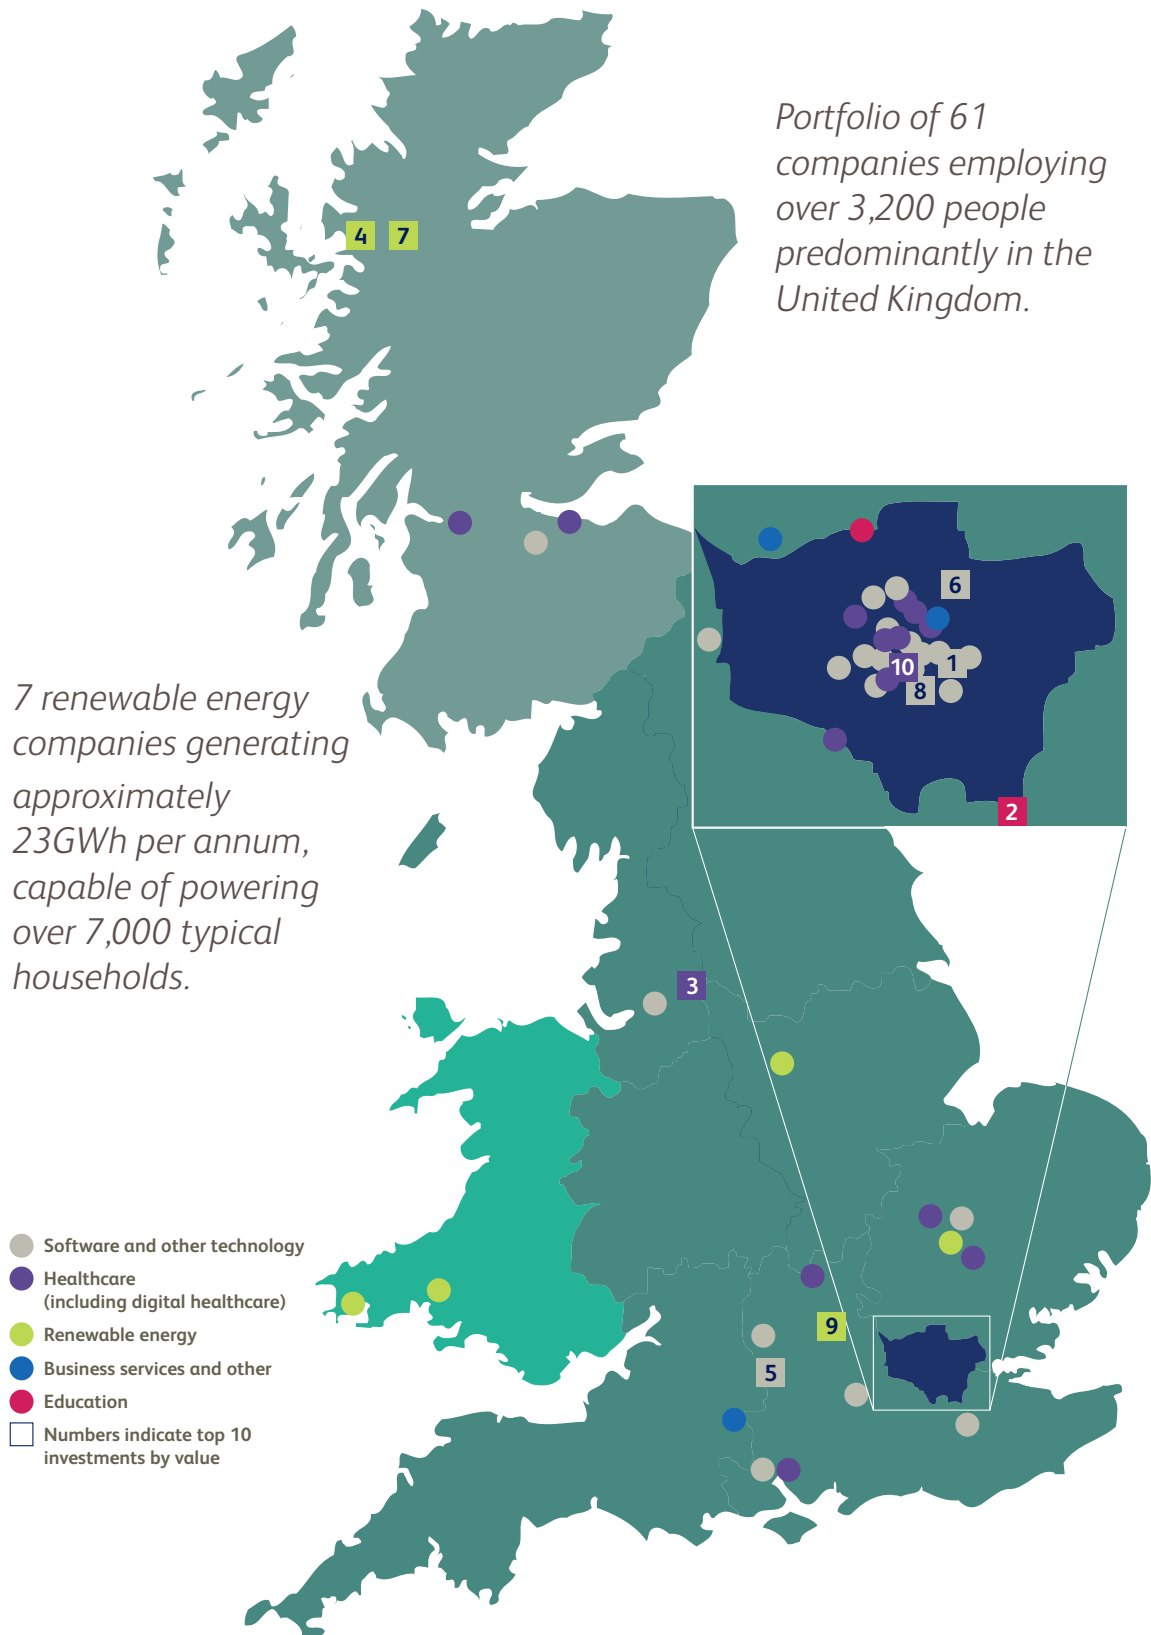 Portfolio of 61
companies employing
over 3,200 people
predominantly in the
United Kingdom.
4 7
6
1
10
8
2
7 renewable energy
companies generating
approximately
23GWh per annum,
capable of powering
over 7,000 typical
households.
3
9
5
Software and other technology
Healthcare
(including digital healthcare)
Renewable energy
Business services and other
Education
Numbers indicate top 10
investments by value